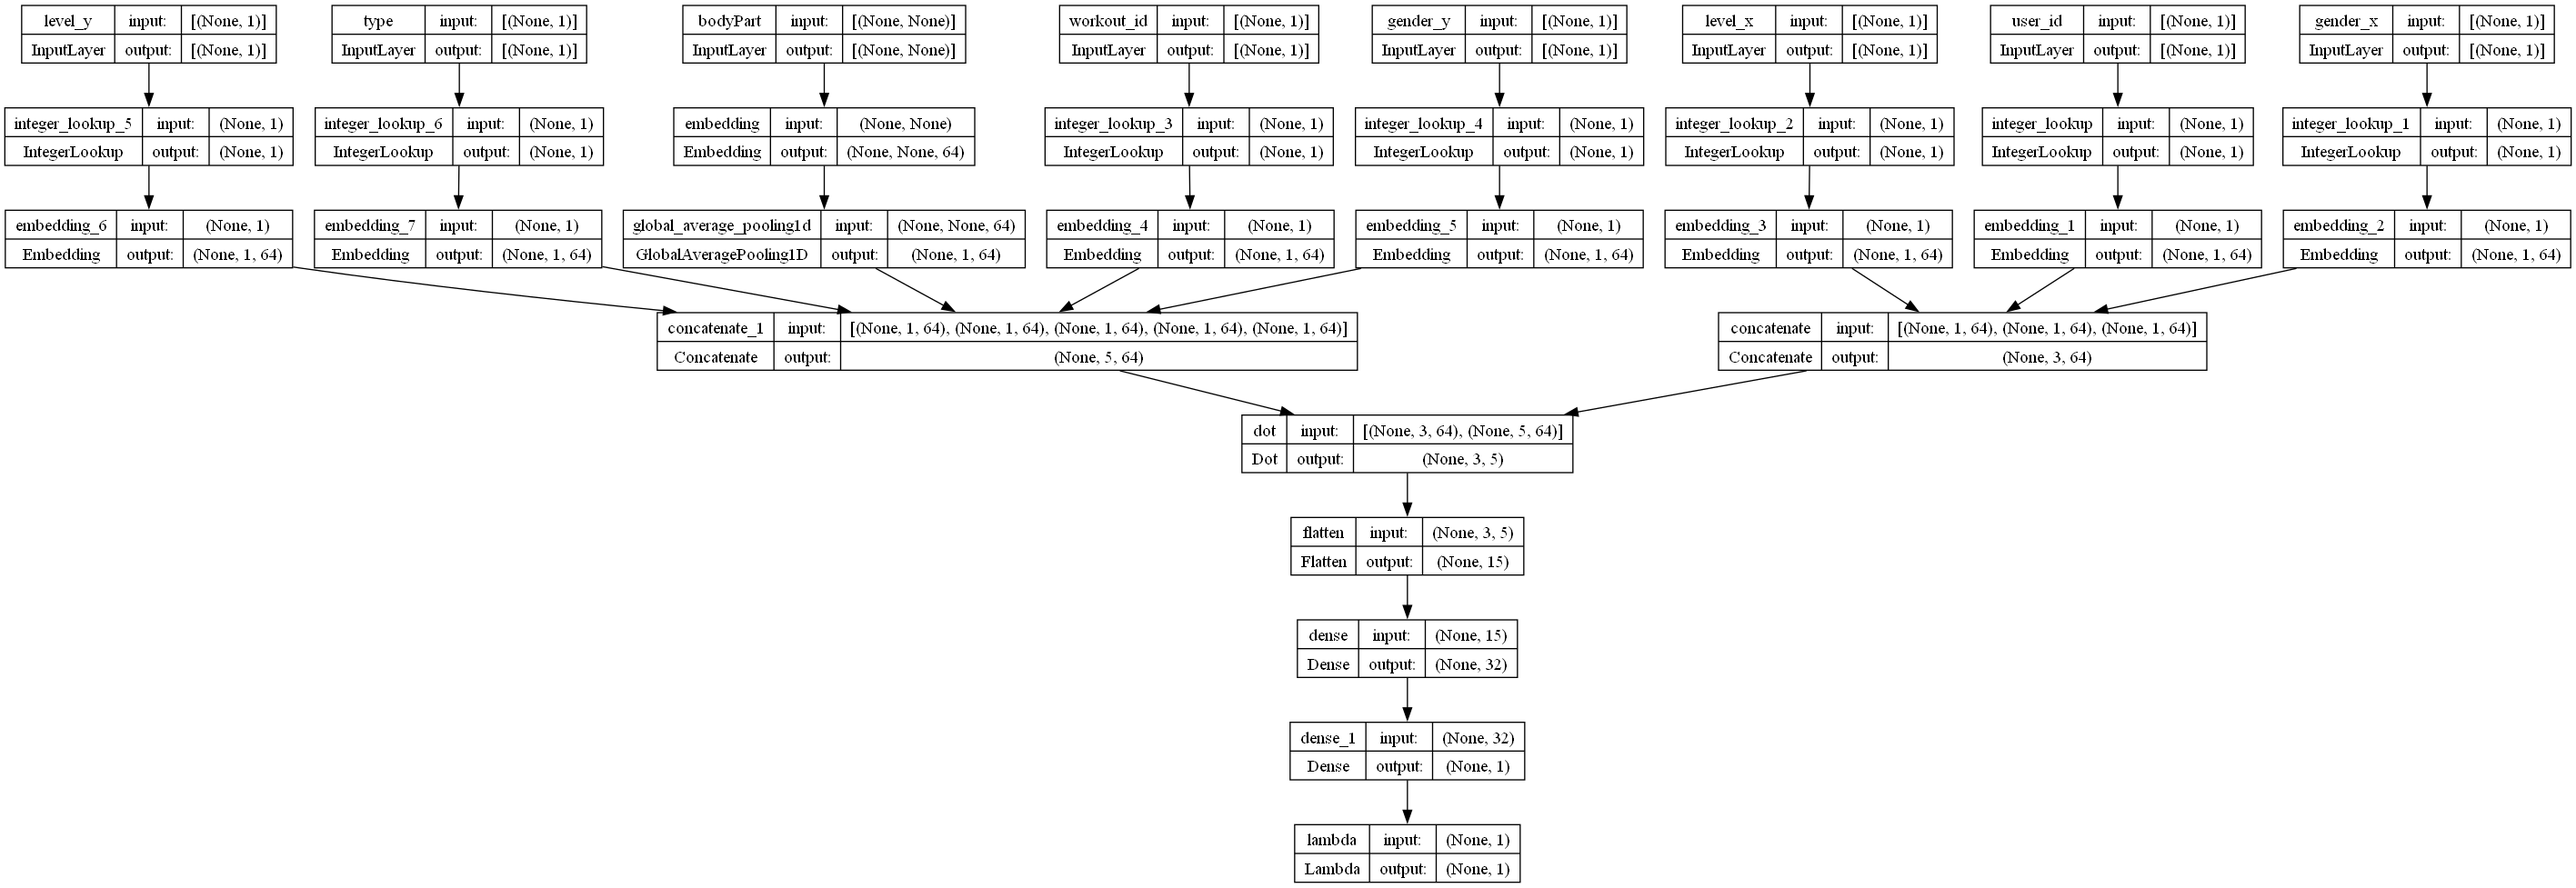 level_y input: [(None, 1)]
InputLayer output: [(None, 1)]
type input: [(None, 1)]
InputLayer output: [(None, 1)]
bodyPart input: [(None, None)]
InputLayer output: [(None, None)]
workout_id input: [(None, 1)]
InputLayer output: [(None, 1)]
gender_y input: [(None, 1)]
InputLayer output: [(None, 1)]
level_x input: [(None, 1)]
InputLayer output: [(None, 1)]
user_id input: [(None, 1)]
InputLayer output: [(None, 1)]
gender_x input: [(None, 1)]
InputLayer output: [(None, 1)]
integer_lookup_5 input: (None, 1)
IntegerLookup output: (None, 1)
integer_lookup_6 input: (None, 1)
IntegerLookup output: (None, 1)
embedding input: (None, None)
Embedding output: (None, None, 64)
integer_lookup_3 input: (None, 1)
IntegerLookup output: (None, 1)
integer_lookup_4 input: (None, 1)
IntegerLookup output: (None, 1)
integer_lookup_2 input: (None, 1)
IntegerLookup output: (None, 1)
integer_lookup input: (None, 1)
IntegerLookup output: (None, 1)
integer_lookup_1 input: (None, 1)
IntegerLookup output: (None, 1)
embedding_6 input: (None, 1)
Embedding output: (None, 1, 64)
embedding_7 input: (None, 1)
Embedding output: (None, 1, 64)
global_average_pooling1d input: (None, None, 64)
GlobalAveragePooling1D output: (None, 1, 64)
embedding_4 input: (None, 1)
Embedding output: (None, 1, 64)
embedding_5 input: (None, 1)
Embedding output: (None, 1, 64)
embedding_3 input: (None, 1)
Embedding output: (None, 1, 64)
embedding_1 input: (None, 1)
Embedding output: (None, 1, 64)
embedding_2 input: (None, 1)
Embedding output: (None, 1, 64)
concatenate_1 input: [(None, 1, 64), (None, 1, 64), (None, 1, 64), (None, 1, 64), (None, 1, 64)]
Concatenate output: (None, 5, 64)
concatenate input: [(None, 1, 64), (None, 1, 64), (None, 1, 64)]
Concatenate output: (None, 3, 64)
dot input: [(None, 3, 64), (None, 5, 64)]
Dot output: (None, 3, 5)
flatten input: (None, 3, 5)
Flatten output: (None, 15)
dense input: (None, 15)
Dense output: (None, 32)
dense_1 input: (None, 32)
Dense output: (None, 1)
lambda input: (None, 1)
Lambda output: (None, 1)